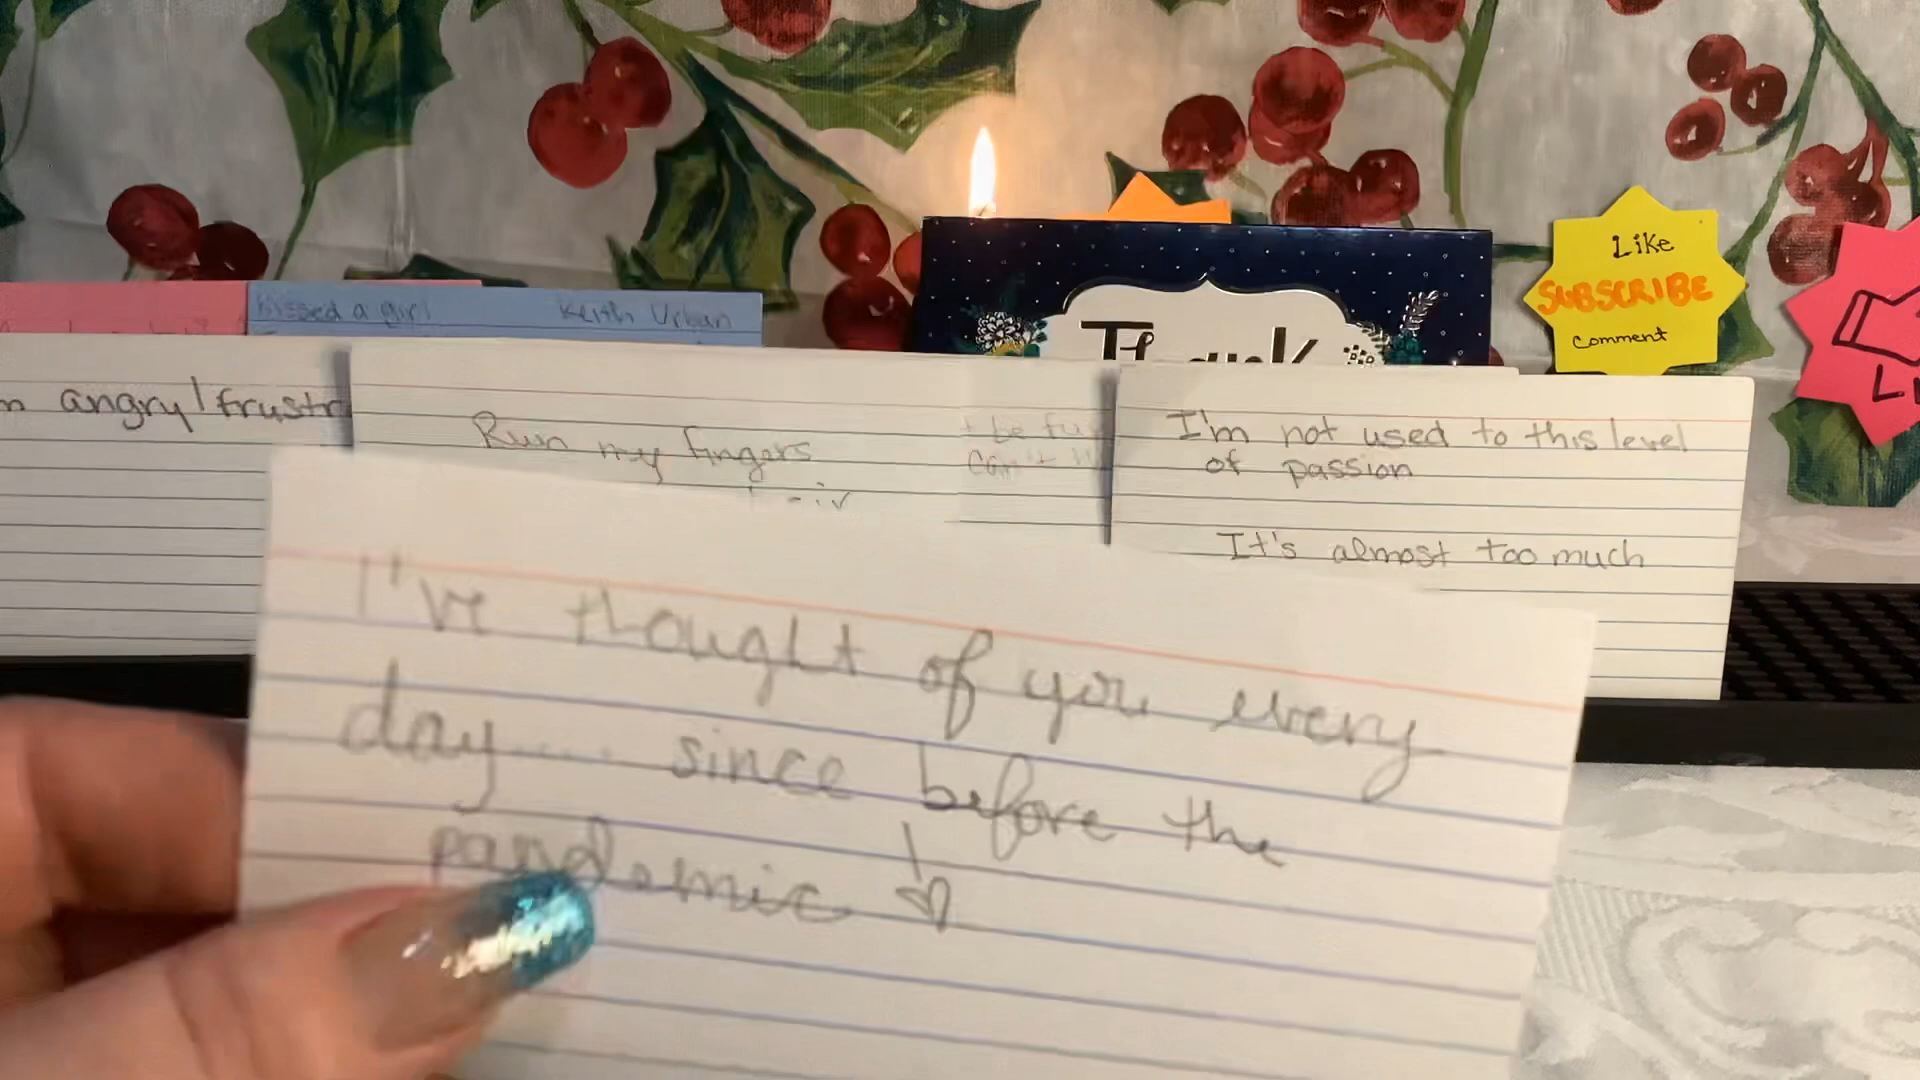 Kissed a girl Keith Urban
Thank
Like
SUBSCRIBE
comment
angry/frustr
Run my fingers
I'm not used to this level
of passion
It's almost too much
I've thought of you every
day..... since before the
pandemic !